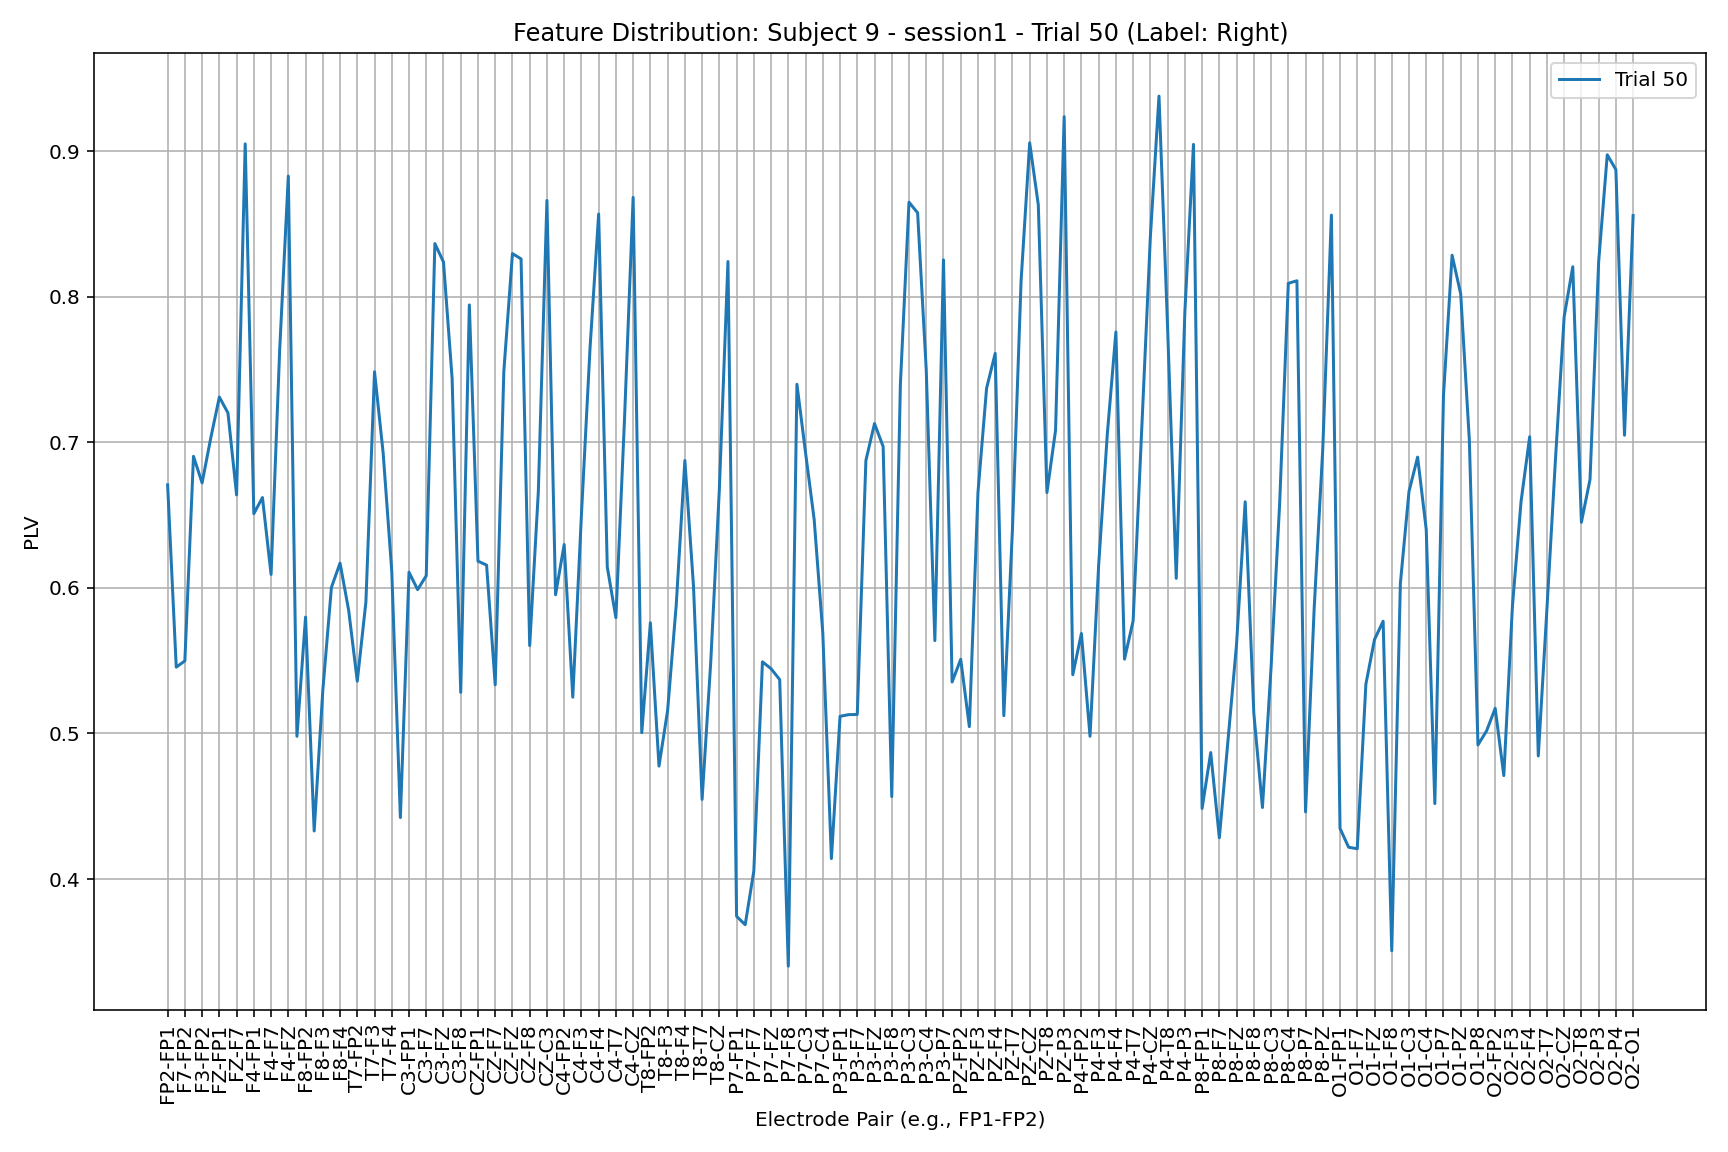 Feature Distribution: Subject 9 - session1 - Trial 50 (Label: Right)
Trial 50
PLV
0.9
0.8
0.7
0.6
0.5
0.4
FP2-FP1
F7-FP2
F3-FP2
FZ-FP1
FZ-F7
F4-FP1
F4-F7
F4-FZ
F8-FP2
F8-F3
F8-F4
T7-FP2
T7-F3
T7-F4
C3-FP1
C3-F7
C3-FZ
C3-F8
CZ-FP1
CZ-F7
CZ-FZ
CZ-F8
CZ-C3
C4-FP2
C4-F3
C4-F4
C4-T7
C4-CZ
T8-FP2
T8-F3
T8-F4
T8-T7
T8-CZ
P7-FP1
P7-F7
P7-FZ
P7-F8
P7-C3
P7-C4
P3-FP1
P3-F7
P3-FZ
P3-F8
P3-C3
P3-C4
P3-P7
PZ-FP2
PZ-F3
PZ-F4
PZ-T7
PZ-CZ
PZ-T8
PZ-P3
P4-FP2
P4-F3
P4-F4
P4-T7
P4-CZ
P4-T8
P4-P3
P8-FP1
P8-F7
P8-FZ
P8-F8
P8-C3
P8-C4
P8-P7
P8-PZ
O1-FP1
O1-F7
O1-FZ
O1-F8
O1-C3
O1-C4
O1-P7
O1-PZ
O1-P8
O2-FP2
O2-F3
O2-F4
O2-T7
O2-CZ
O2-T8
O2-P3
O2-P4
O2-O1
Electrode Pair (e.g., FP1-FP2)